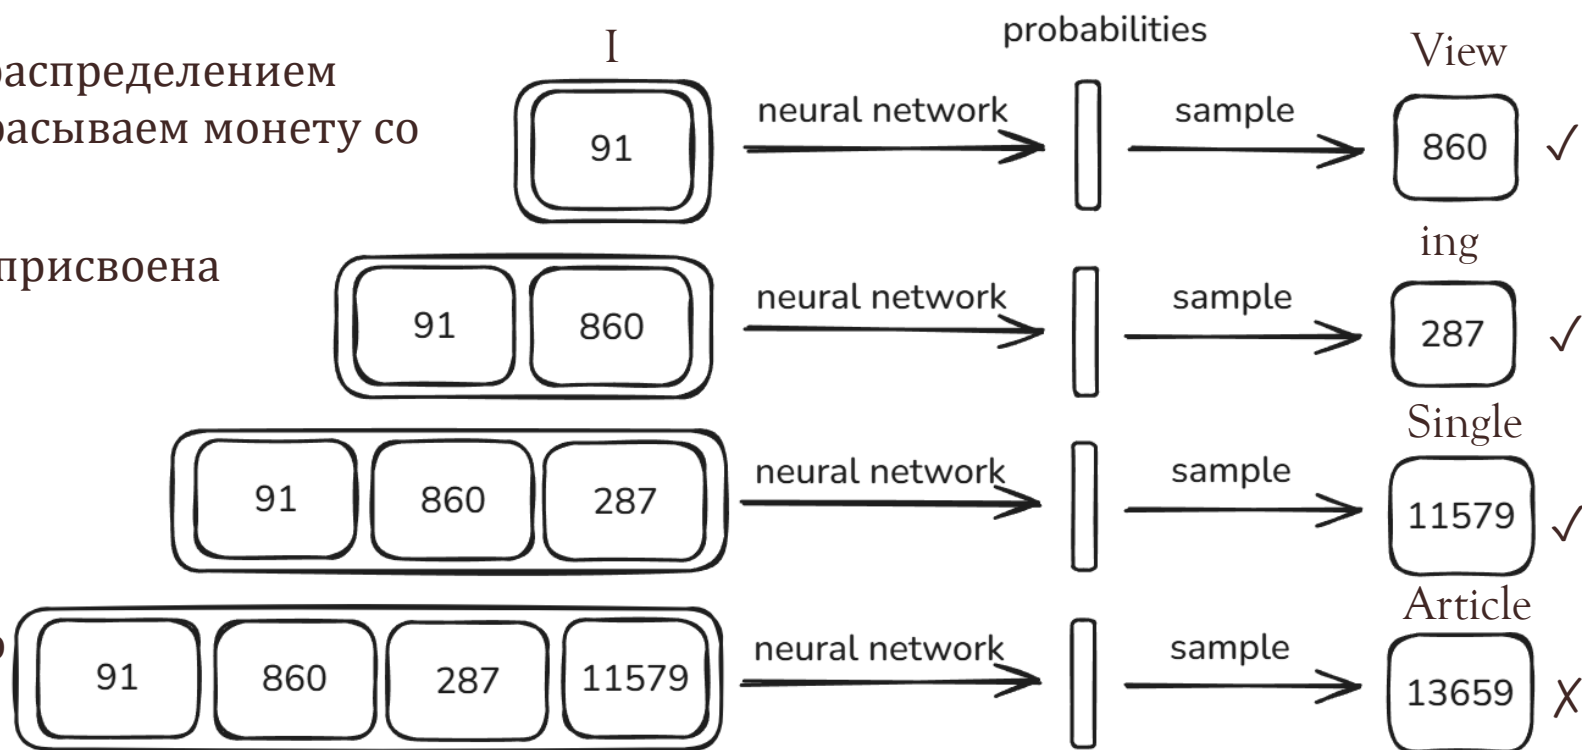 распределением
расываем монету со
присвоена
I
probabilities
View
91
neural network
sample
860
✓
ing
91 860
neural network
sample
287
✓
Single
91 860 287
neural network
sample
11579
✓
Article
91 860 287 11579
neural network
sample
13659
✗